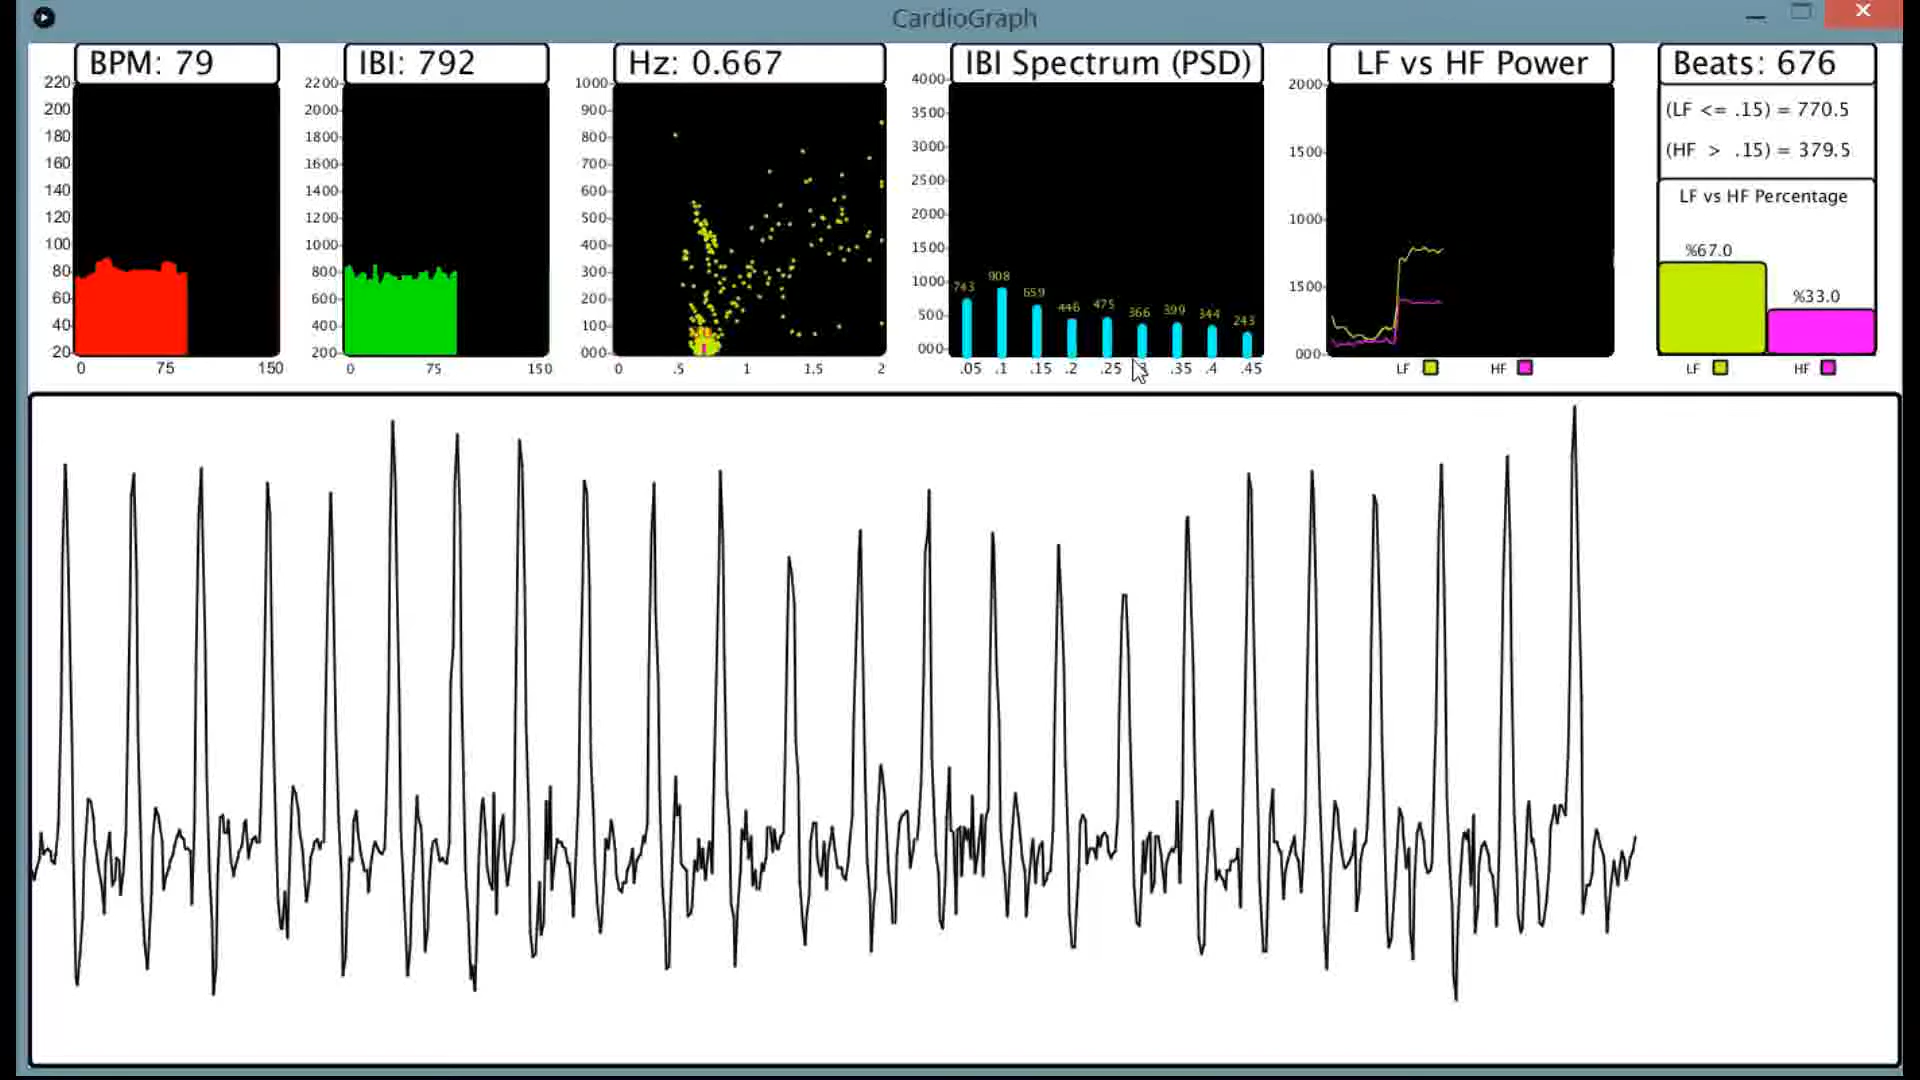 CardioGraph
BPM: 79
220
200
180
160
140
120
100
80
60
40
20
0 75 150
IBI: 792
2200
2000
1800
1600
1400
1200
1000
800
600
400
200
0 75 150
Hz: 0.667
1000
900
800
700
600
500
400
300
200
100
000
0 .5 1 1.5 2
IBI Spectrum (PSD)
4000
3500
3000
2500
2000
1500
1000
500
000
743 908 659 446 475 366 399 344 243
.05 .1 .15 .2 .25 .35 .4 .45
LF vs HF Power
2000
1500
1000
1500
000
LF HF
Beats: 676
(LF <= .15) = 770.5
(HF > .15) = 379.5
LF vs HF Percentage
%67.0
%33.0
LF HF